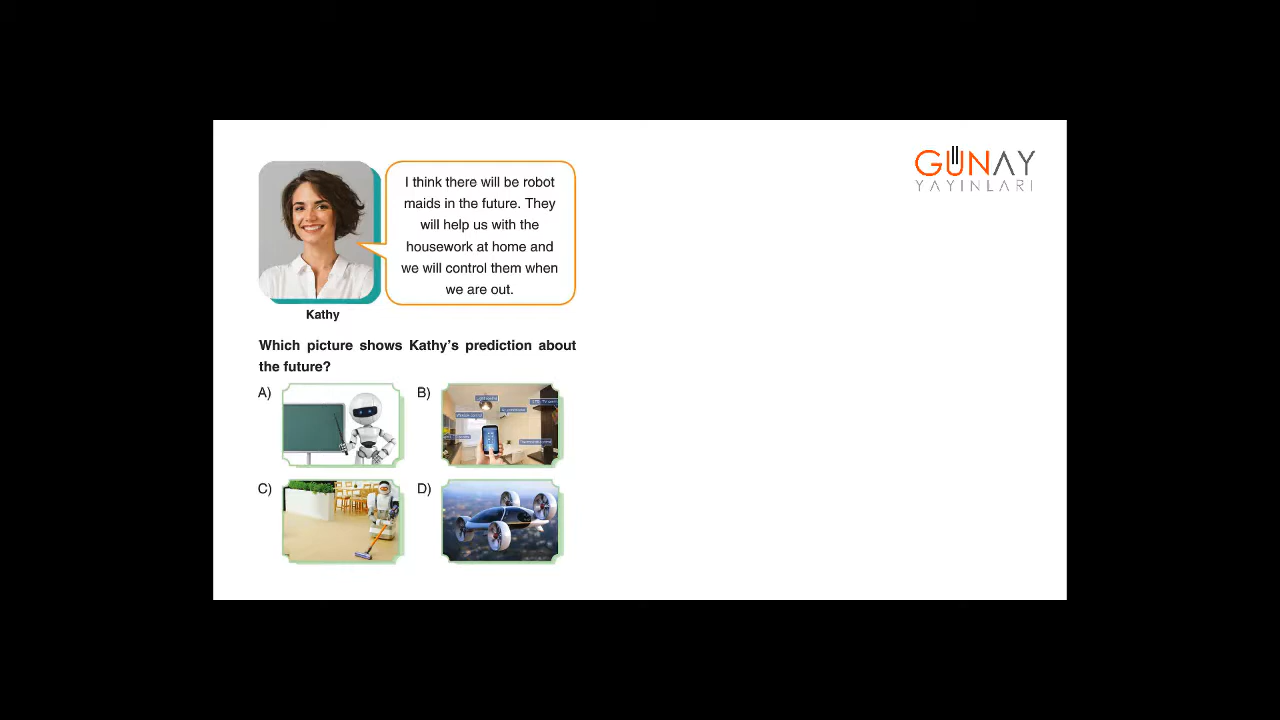 GÜNAY
YAYINLARI
I think there will be robot
maids in the future. They
will help us with the
housework at home and
we will control them when
we are out.
Kathy
Which picture shows Kathy's prediction about
the future?
A)
B)
C)
D)